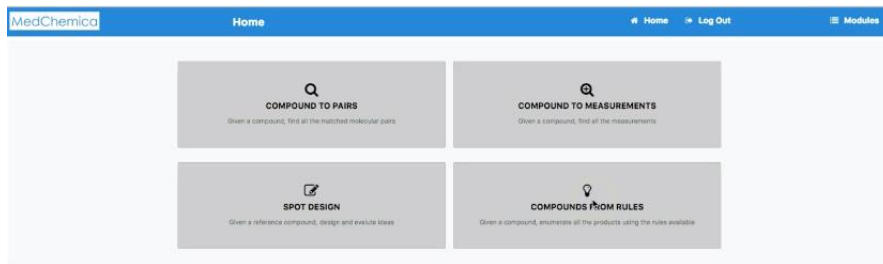 MedChemica Home Home Log Out Modules
COMPOUND TO PAIRS
Given a compound, find all the matched molecular pairs
COMPOUND TO MEASUREMENTS
Given a compound, find all the measurements
SPOT DESIGN
Given a reference compound, design and evalute ideas
COMPOUNDS FROM RULES
Given a compound, enumerate all the products using the rules available